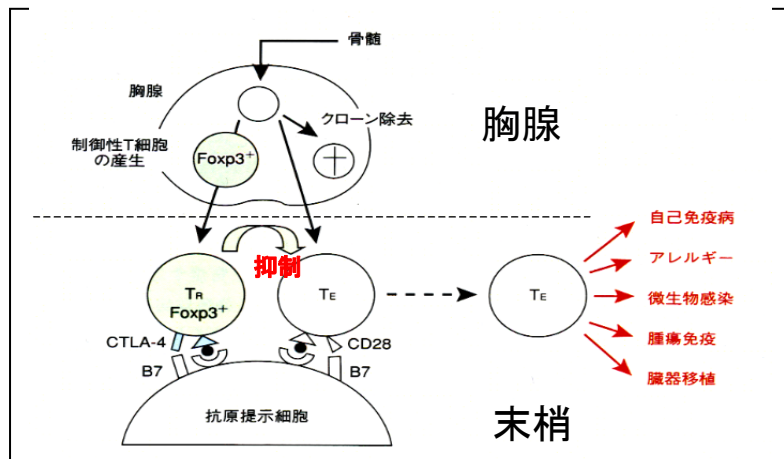 骨髄
胸腺
クローン除去
胸腺
制御性T細胞
の産生
Foxp3+
抑制
TR
Foxp3+
TE
TE
自己免疫病
アレルギー
微生物感染
腫瘍免疫
臓器移植
CTLA-4
CD28
B7
B7
抗原提示細胞
末梢